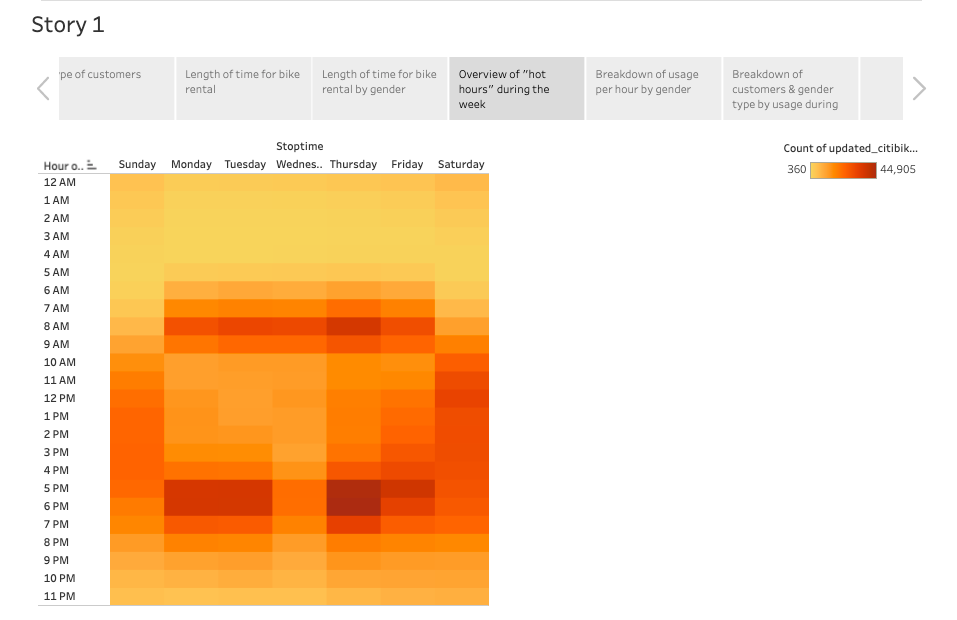 Story 1
pe of customers
Length of time for bike
rental
Length of time for bike
rental by gender
Overview of "hot
hours" during the
week
Breakdown of usage
per hour by gender
Breakdown of
customers & gender
type by usage during
Stoptime
Hour o..
Sunday Monday Tuesday Wednes.. Thursday Friday Saturday
12 AM
1 AM
2 AM
3 AM
4 AM
5 AM
6 AM
7 AM
8 AM
9 AM
10 AM
11 AM
12 PM
1 PM
2 PM
3 PM
4 PM
5 PM
6 PM
7 PM
8 PM
9 PM
10 PM
11 PM
Count of updated_citibik...
360 44,905